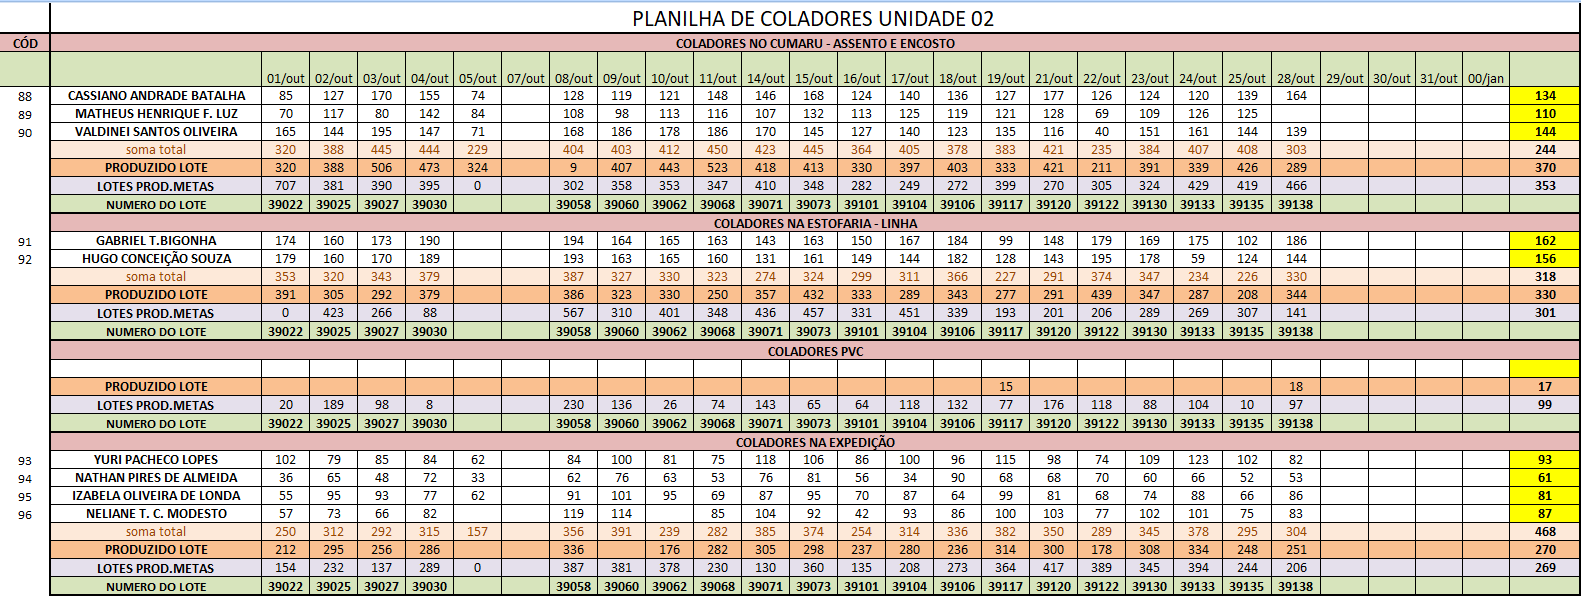 PLANILHA DE COLADORES UNIDADE 02
CÓD COLADORES NO CUMARU - ASSENTO E ENCOSTO
01/out 02/out 03/out 04/out 05/out 07/out 08/out 09/out 10/out 11/out 14/out 15/out 16/out 17/out 18/out 19/out 21/out 22/out 23/out 24/out 25/out 28/out 29/out 30/out 31/out 00/jan
88 CASSIANO ANDRADE BATALHA 85 127 170 155 74 128 119 121 148 146 168 124 140 136 127 177 126 124 120 139 164 134
89 MATHEUS HENRIQUE F. LUZ 70 117 80 142 84 108 98 113 116 107 132 113 125 119 121 128 69 109 126 125 110
90 VALDINEI SANTOS OLIVEIRA 165 144 195 147 71 168 186 178 186 170 145 127 140 123 135 116 40 151 161 144 139 144
soma total 320 388 445 444 229 404 403 412 450 423 445 364 405 378 383 421 235 384 407 408 303 244
PRODUZIDO LOTE 320 388 506 473 324 9 407 443 523 418 413 330 397 403 333 421 211 391 339 426 289 370
LOTES PROD.METAS 707 381 390 395 0 302 358 353 347 410 348 282 249 272 399 270 305 324 429 419 466 353
NUMERO DO LOTE 39022 39025 39027 39030 39058 39060 39062 39068 39071 39073 39101 39104 39106 39117 39120 39122 39130 39133 39135 39138
COLADORES NA ESTOFARIA - LINHA
91 GABRIEL T.BIGONHA 174 160 173 190 194 164 165 163 143 163 150 167 184 99 148 179 169 175 102 186 162
92 HUGO CONCEIÇÃO SOUZA 179 160 170 189 193 163 165 160 131 161 149 144 182 128 143 195 178 59 124 144 156
soma total 353 320 343 379 387 327 330 323 274 324 299 311 366 227 291 374 347 234 226 330 318
PRODUZIDO LOTE 391 305 292 379 386 323 330 250 357 432 333 289 343 277 291 439 347 287 208 344 330
LOTES PROD.METAS 0 423 266 88 567 310 401 348 436 457 331 451 339 193 201 206 289 269 307 141 301
NUMERO DO LOTE 39022 39025 39027 39030 39058 39060 39062 39068 39071 39073 39101 39104 39106 39117 39120 39122 39130 39133 39135 39138
COLADORES PVC
PRODUZIDO LOTE 15 18 17
LOTES PROD.METAS 20 189 98 8 230 136 26 74 143 65 64 118 132 77 176 118 88 104 10 97 99
NUMERO DO LOTE 39022 39025 39027 39030 39058 39060 39062 39068 39071 39073 39101 39104 39106 39117 39120 39122 39130 39133 39135 39138
COLADORES NA EXPEDIÇÃO
93 YURI PACHECO LOPES 102 79 85 84 62 84 100 81 75 118 106 86 100 96 115 98 74 109 123 102 82 93
94 NATHAN PIRES DE ALMEIDA 36 65 48 72 33 62 76 63 53 76 81 56 34 90 68 68 70 60 66 52 53 61
95 IZABELA OLIVEIRA DE LONDA 55 95 93 77 62 91 101 95 69 87 95 70 87 64 99 81 68 74 88 66 86 81
96 NELIANE T. C. MODESTO 57 73 66 82 119 114 85 104 92 42 93 86 100 103 77 102 101 75 83 87
soma total 250 312 292 315 157 356 391 239 282 385 374 254 314 336 382 350 289 345 378 295 304 468
PRODUZIDO LOTE 212 295 256 286 336 176 282 305 298 237 280 236 314 300 178 308 334 248 251 270
LOTES PROD.METAS 154 232 137 289 0 387 381 378 230 130 360 135 208 273 364 417 389 345 394 244 206 269
NUMERO DO LOTE 39022 39025 39027 39030 39058 39060 39062 39068 39071 39073 39101 39104 39106 39117 39120 39122 39130 39133 39135 39138